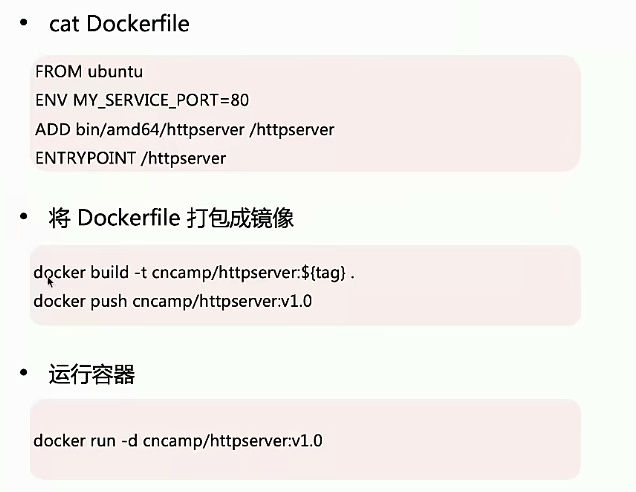 • cat Dockerfile
FROM ubuntu
ENV MY_SERVICE_PORT=80
ADD bin/amd64/httpserver /httpserver
ENTRYPOINT /httpserver
• 将 Dockerfile 打包成镜像
docker build -t cncamp/httpserver:${tag} .
docker push cncamp/httpserver:v1.0
• 运行容器
docker run -d cncamp/httpserver:v1.0